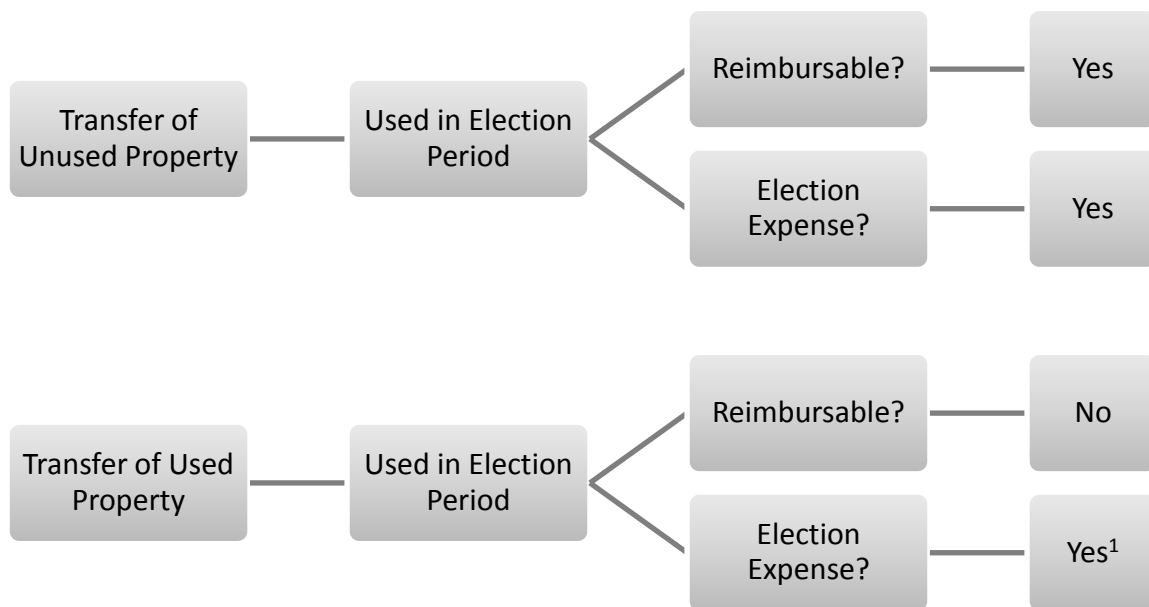 Transfer of
Unused Property
Used in Election
Period
Reimbursable?
Yes
Election
Expense?
Yes
Transfer of Used
Property
Used in Election
Period
Reimbursable?
No
Election
Expense?
Yes¹